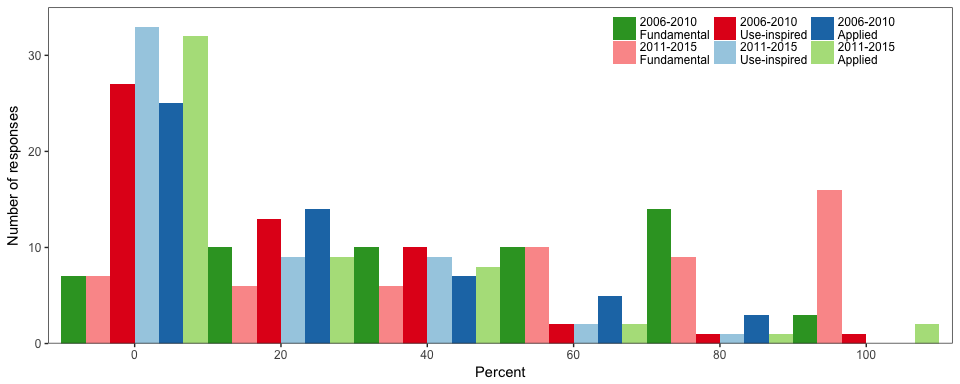 2006-2010 2006-2010 2006-2010
Fundamental Use-inspired Applied
2011-2015 2011-2015 2011-2015
Fundamental Use-inspired Applied
30
20
10
0
Number of responses
0 20 40 60 80 100
Percent